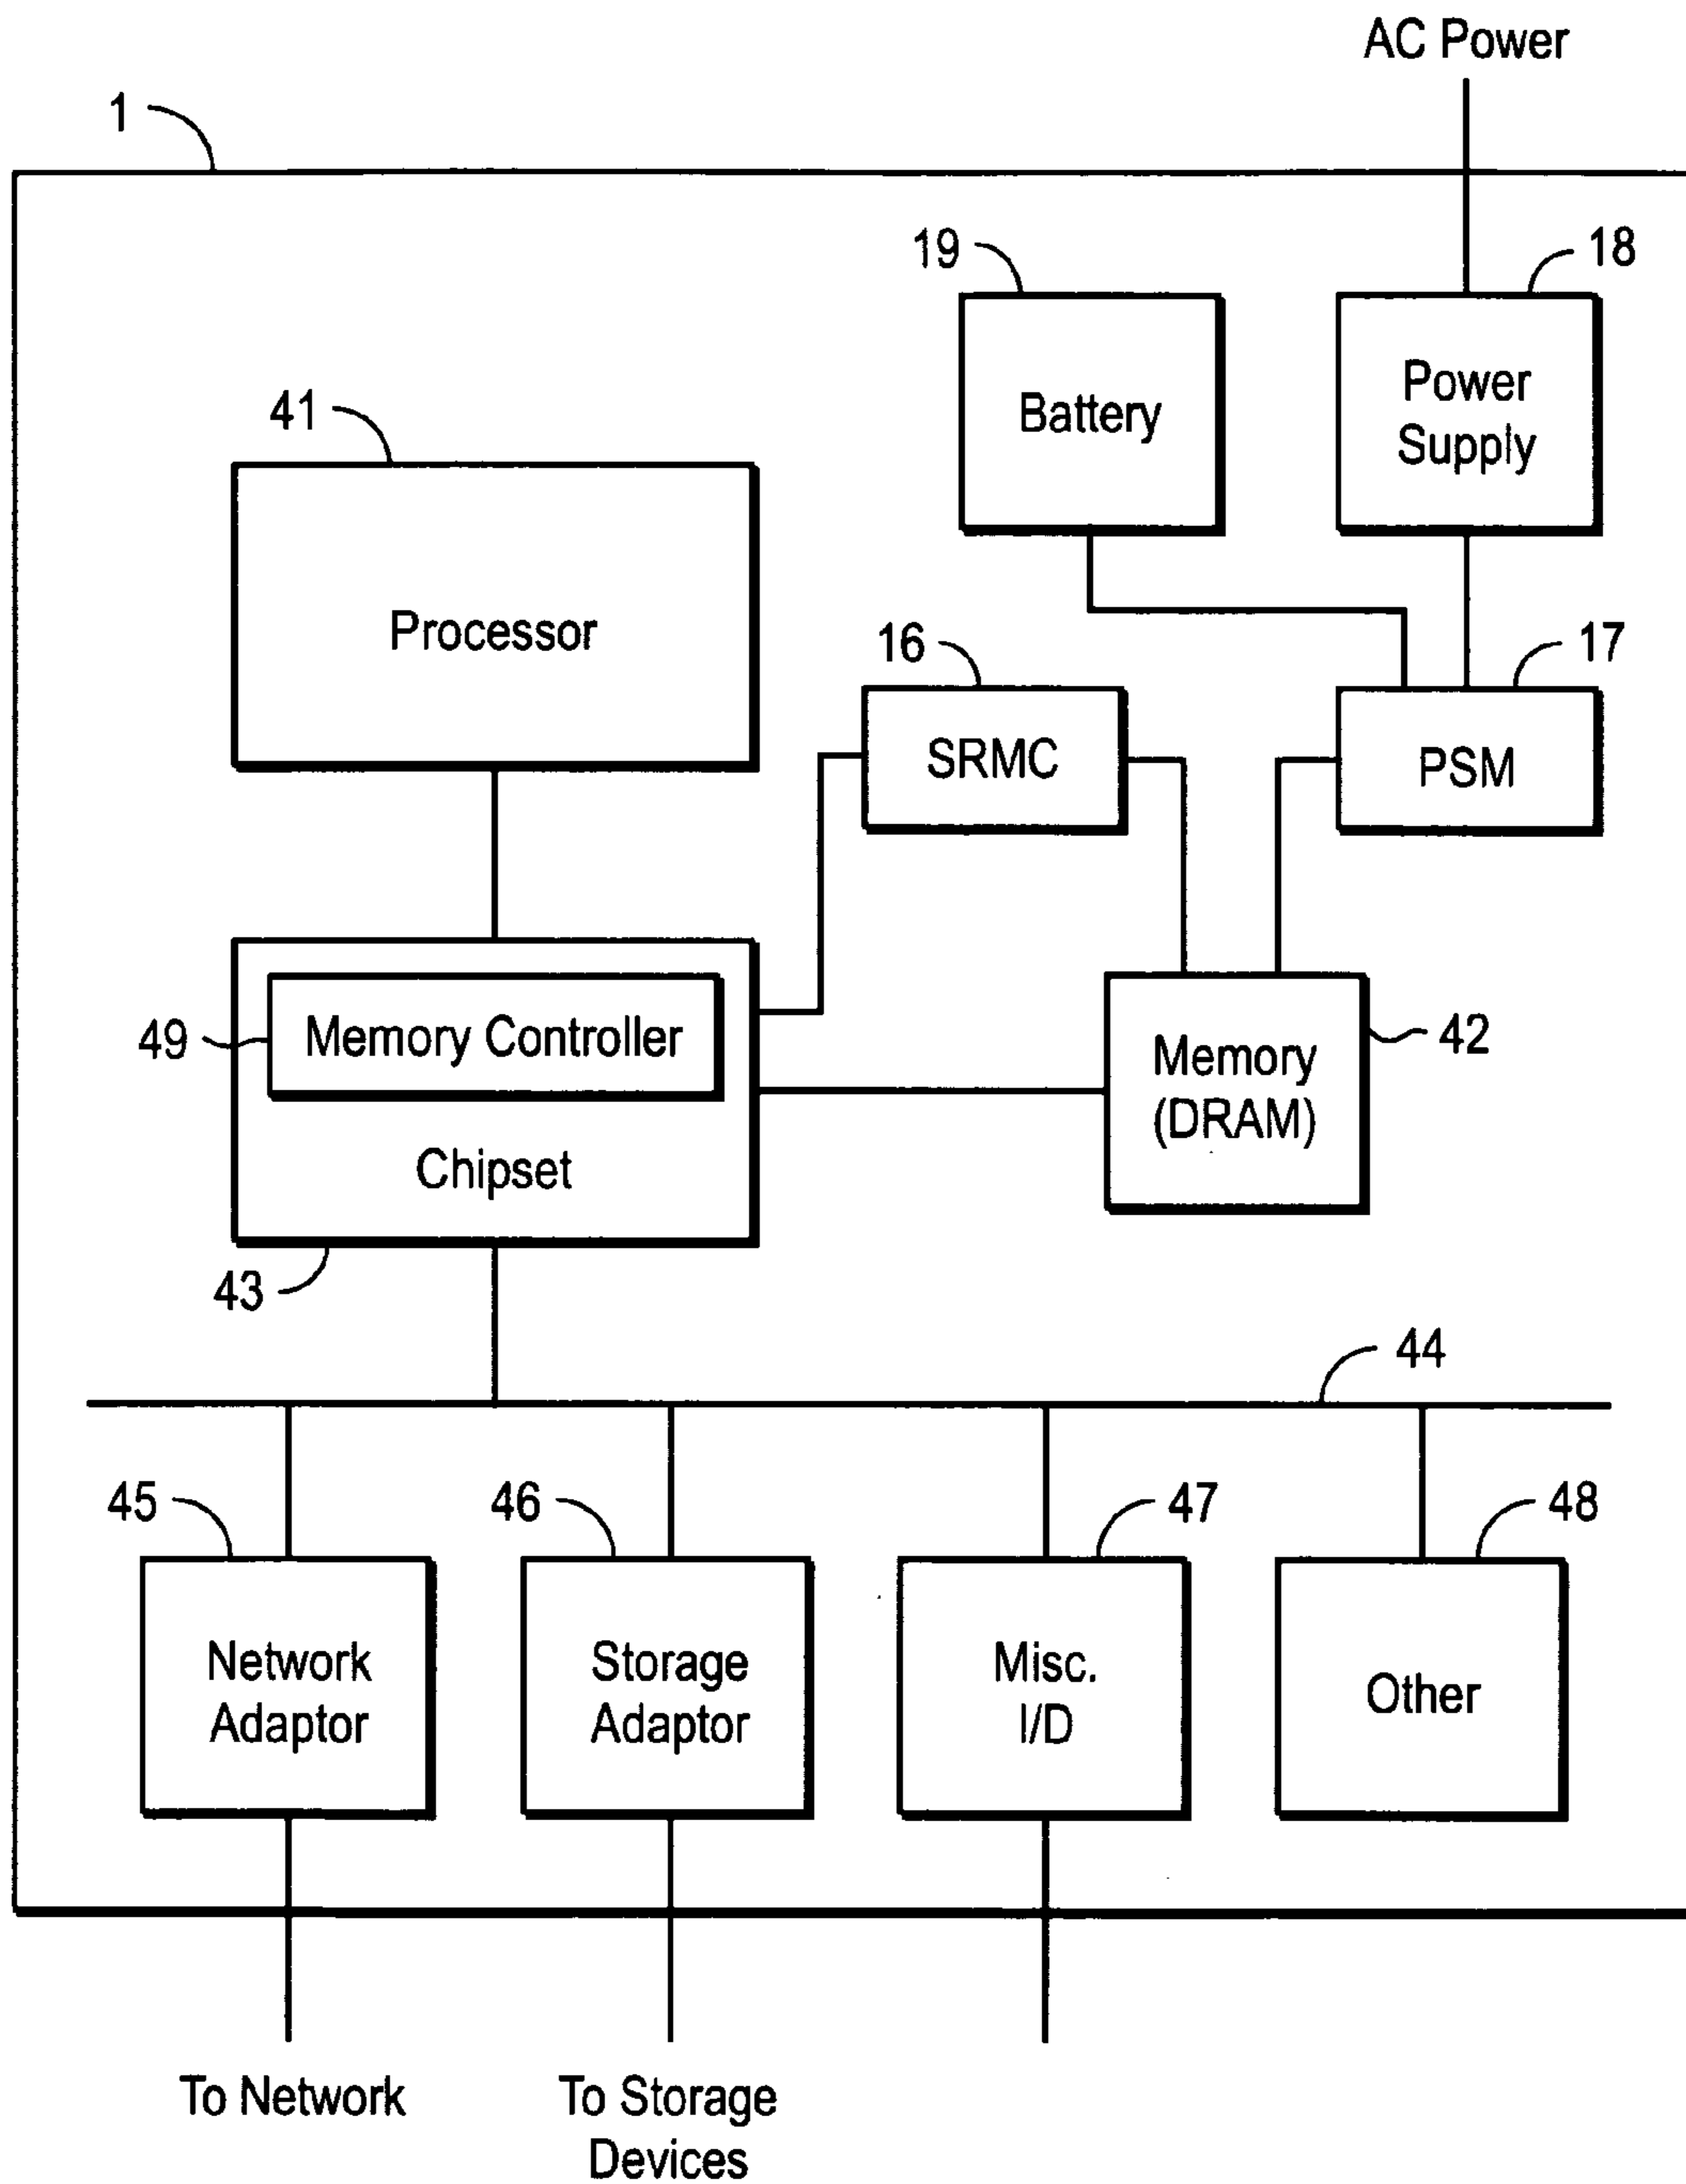 AC Power
1
19
18
Battery
Power
Supply
41
Processor
16
17
SRMC
PSM
49
Memory Controller
Chipset
43
Memory
(DRAM)
42
44
45
46
47
48
Network
Adaptor
Storage
Adaptor
Misc.
I/D
Other
To Network
To Storage
Devices